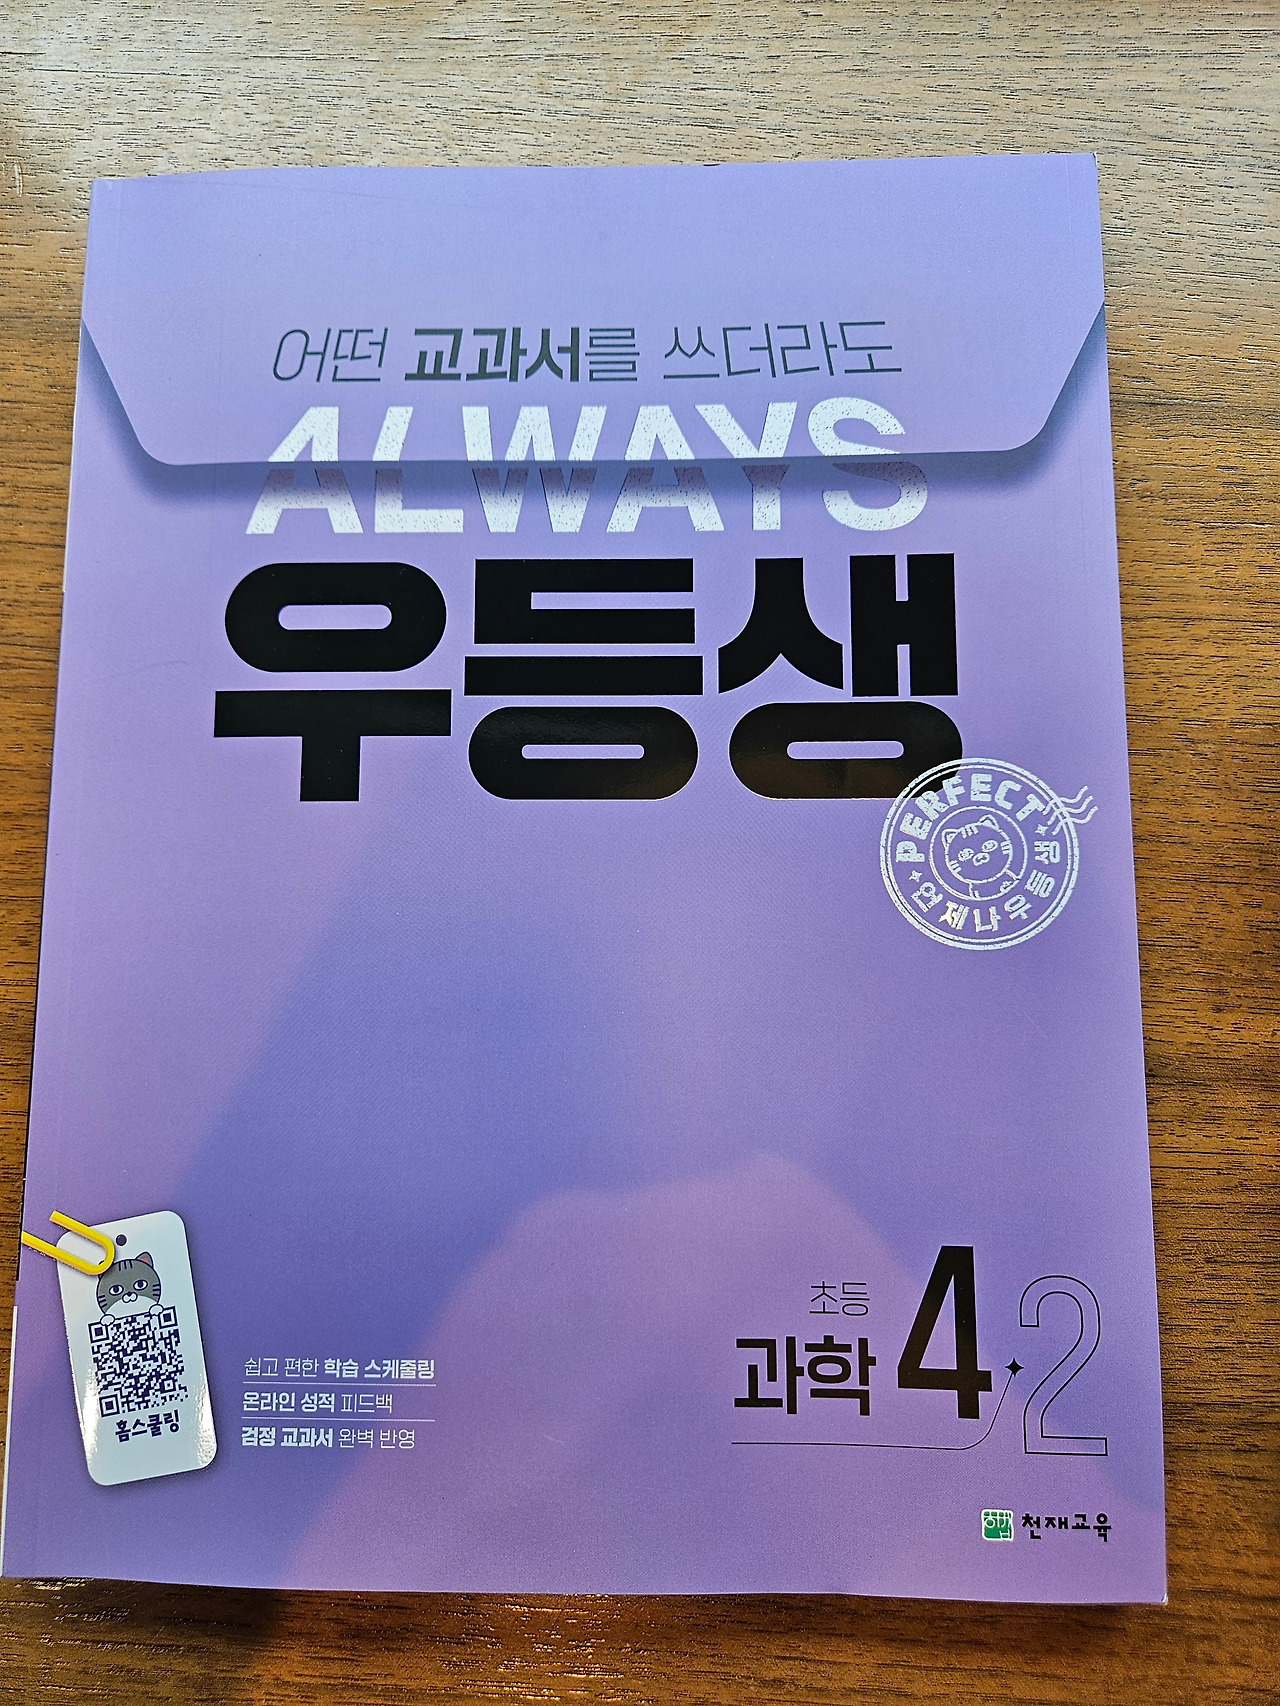 어떤 교과서를 쓰더라도
ALWAYS
우등생
PERFECT
언제나우등생
초등
과학 4·2
홈스쿨링
쉽고 편한 학습 스케줄링
온라인 성적 피드백
검정 교과서 완벽 반영
해법
천재교육